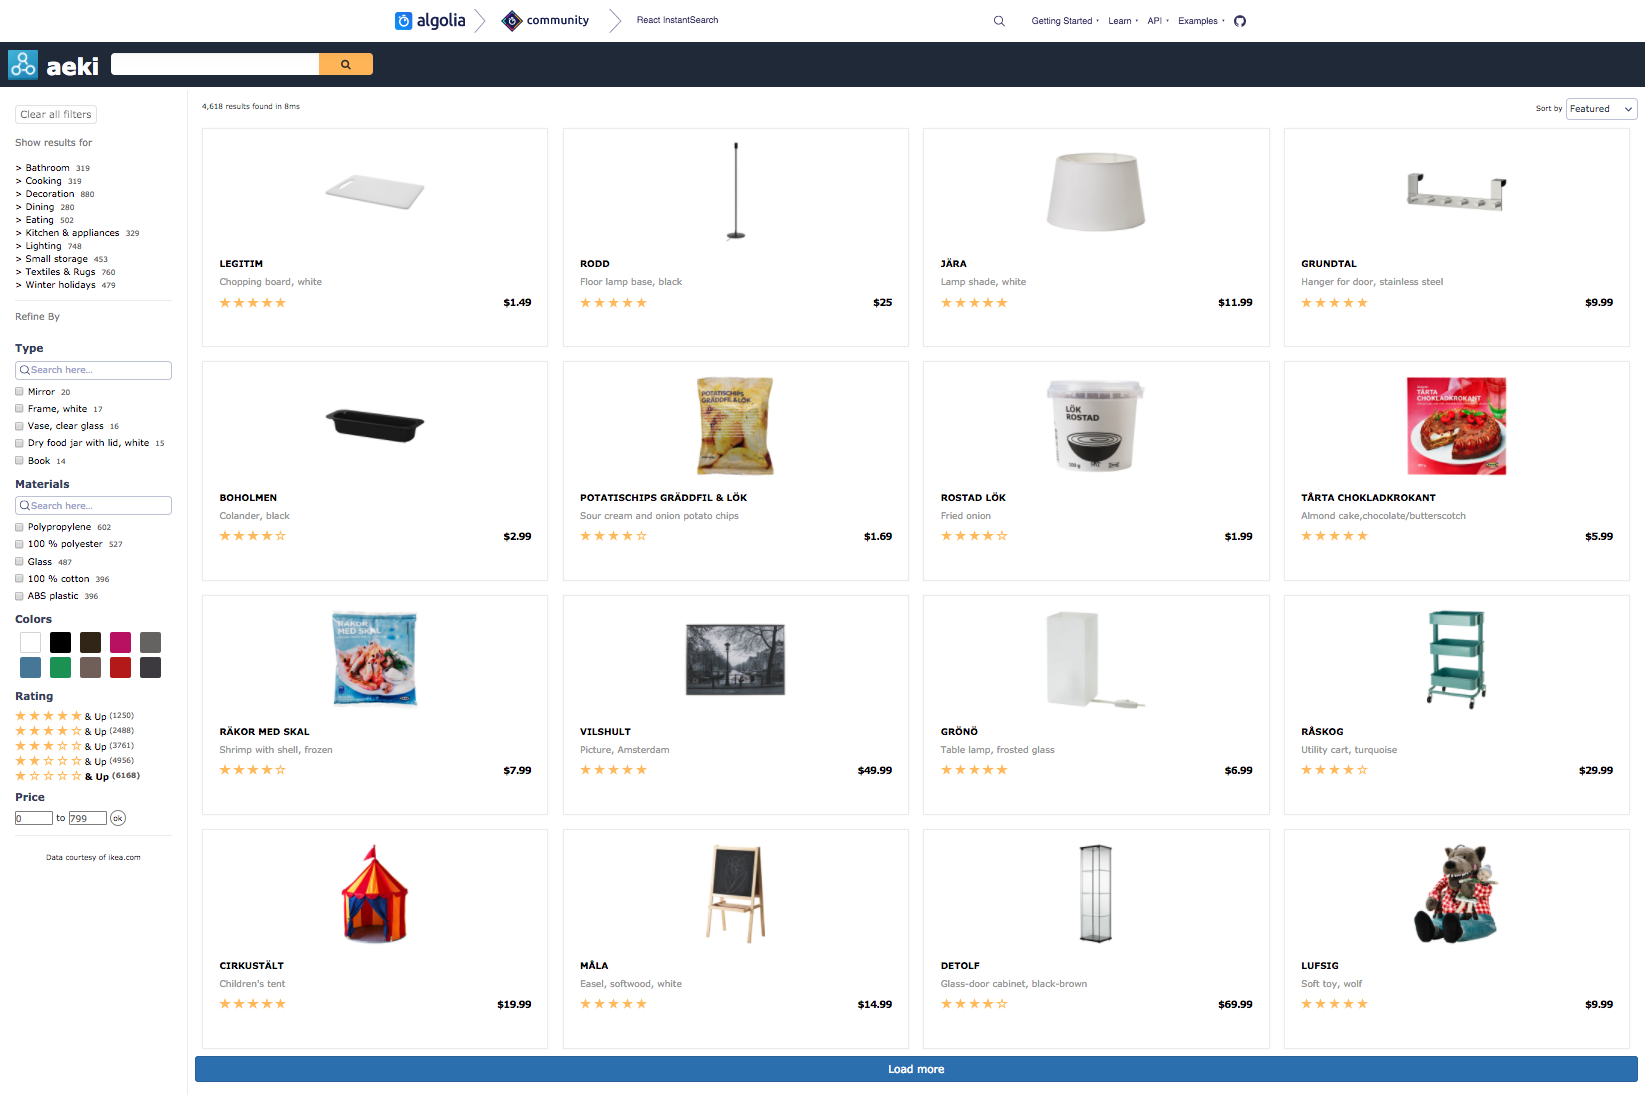 algolia
community
React InstantSearch
Getting Started
Learn
API
Examples
aeki
Clear all filters
Show results for
> Bathroom 319
> Cooking 319
> Decoration 880
> Dining 280
> Eating 502
> Kitchen & appliances 329
> Lighting 748
> Small storage 453
> Textiles & Rugs 760
> Winter holidays 479
Refine By
Type
Search here...
Mirror 20
Frame, white 17
Vase, clear glass 16
Dry food jar with lid, white 15
Book 14
Materials
Search here...
Polypropylene 602
100 % polyester 527
Glass 487
100 % cotton 396
ABS plastic 396
Colors
Rating
& Up (1250)
& Up (2488)
& Up (3761)
& Up (4956)
& Up (6168)
Price
0 to 799 ok
Data courtesy of ikea.com
4,618 results found in 8ms
Sort by Featured
LEGITIM
Chopping board, white
$1.49
RODD
Floor lamp base, black
$25
JÄRA
Lamp shade, white
$11.99
GRUNDTAL
Hanger for door, stainless steel
$9.99
BOHOLMEN
Colander, black
$2.99
POTATISCHIPS
GRÄDDFIL & LÖK
POTATISCHIPS GRÄDDFIL & LÖK
Sour cream and onion potato chips
$1.69
LÖK
ROSTAD
ROSTAD LÖK
Fried onion
$1.99
TÅRTA
CHOKLADKROKANT
TÅRTA CHOKLADKROKANT
Almond cake,chocolate/butterscotch
$5.99
RÄKOR
MED SKAL
RÄKOR MED SKAL
Shrimp with shell, frozen
$7.99
VILSHULT
Picture, Amsterdam
$49.99
GRÖNÖ
Table lamp, frosted glass
$6.99
RÅSKOG
Utility cart, turquoise
$29.99
CIRKUSTÄLT
Children's tent
$19.99
MÅLA
Easel, softwood, white
$14.99
DETOLF
Glass-door cabinet, black-brown
$69.99
LUFSIG
Soft toy, wolf
$9.99
Load more